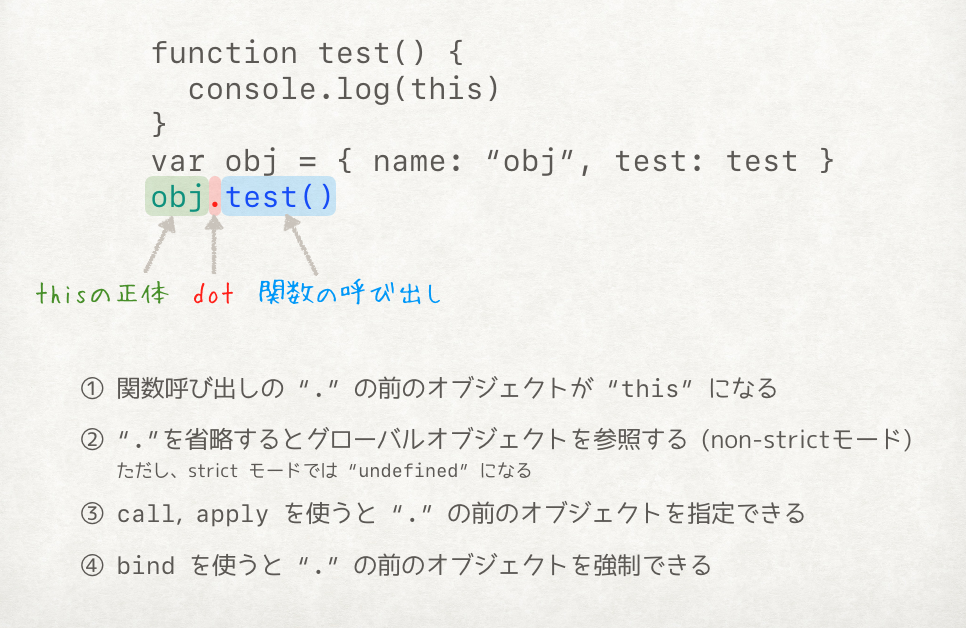 function test() {
  console.log(this)
}
var obj = { name: “obj”, test: test }
obj.test()
thisの正体 dot 関数の呼び出し
① 関数呼び出しの “.” の前のオブジェクトが “this” になる
② “.”を省略するとグローバルオブジェクトを参照する (non-strictモード)
ただし、strict モードでは “undefined” になる
③ call, apply を使うと “.” の前のオブジェクトを指定できる
④ bind を使うと “.” の前のオブジェクトを強制できる